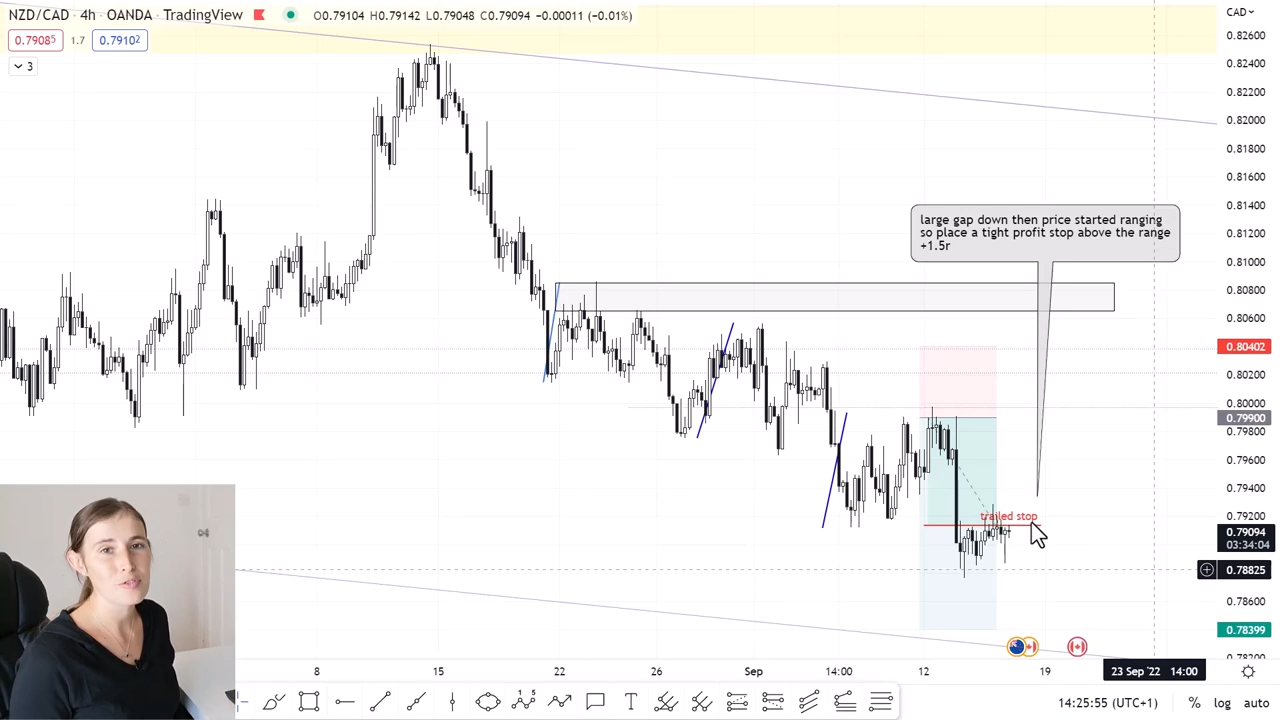 NZD/CAD · 4h · OANDA · TradingView O0.79104 H0.79142 L0.79048 C0.79094 −0.00011 (−0.01%)
0.79085 1.7 0.79102
3
CAD
0.82600
0.82400
0.82200
0.82000
0.81800
0.81600
0.81400
0.81200
0.81000
0.80800
0.80600
0.80402
0.80200
0.80000
0.79900
0.79800
0.79600
0.79400
0.79200
0.79094
03:34:04
0.78825
0.78600
0.78399
0.78200
large gap down then price started ranging
so place a tight profit stop above the range
+1.5r
trailed stop
8 15 22 26 Sep 14:00 12 19 23 Sep '22 14:00
T
14:25:55 (UTC+1) % log auto